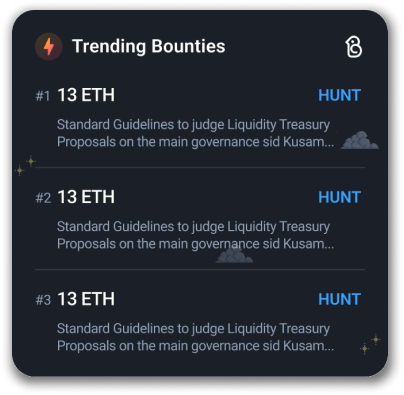 Trending Bounties
#1 13 ETH HUNT
Standard Guidelines to judge Liquidity Treasury
Proposals on the main governance sid Kusam...
#2 13 ETH HUNT
Standard Guidelines to judge Liquidity Treasury
Proposals on the main governance sid Kusam...
#3 13 ETH HUNT
Standard Guidelines to judge Liquidity Treasury
Proposals on the main governance sid Kusam...